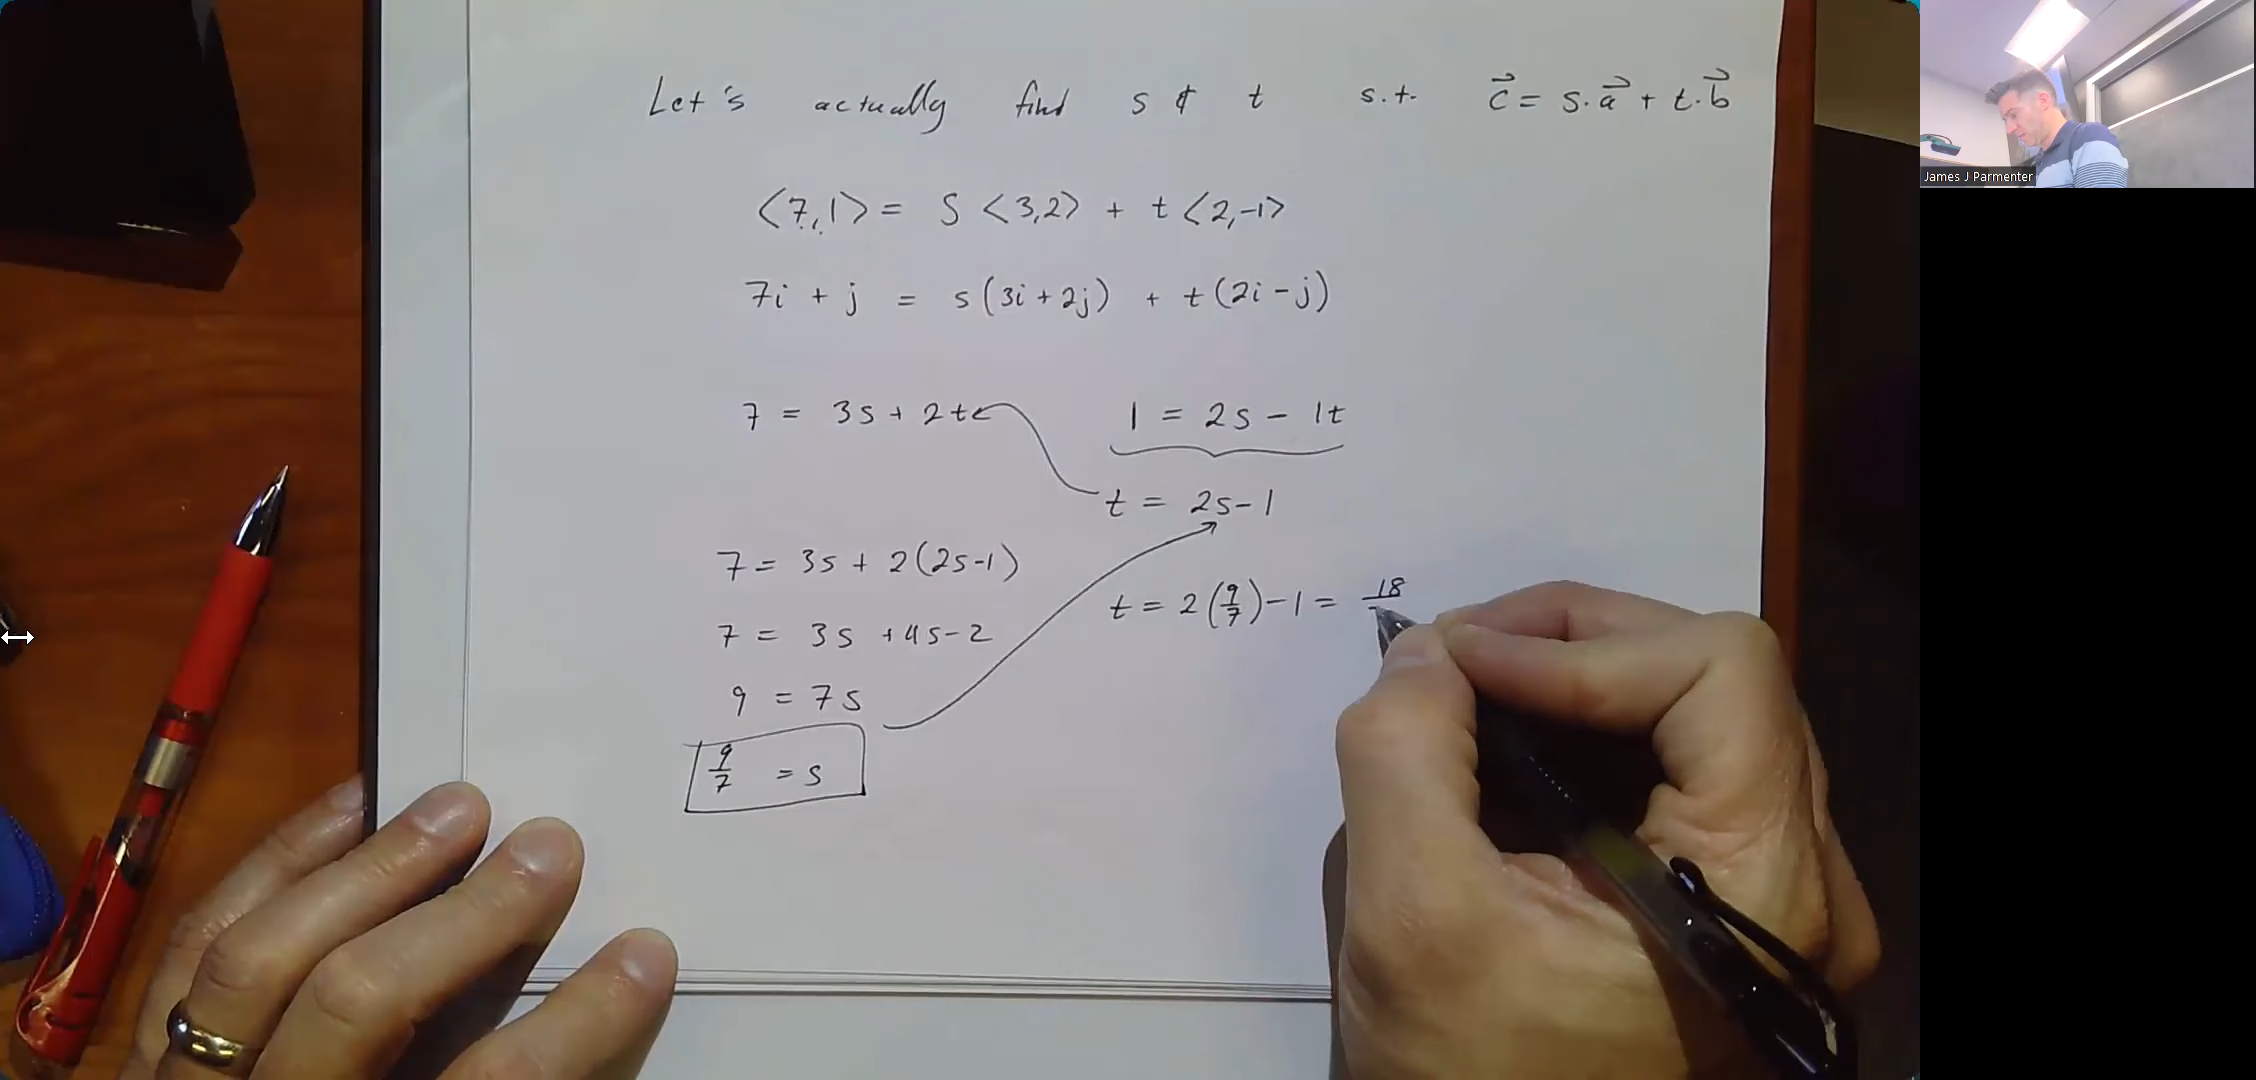 Let's actually find s & t s.t. c⃗ = s·a⃗ + t·b⃗
⟨7,1⟩ = s⟨3,2⟩ + t⟨2,-1⟩
7i + j = s(3i + 2j) + t(2i - j)
7 = 3s + 2t 1 = 2s - 1t
t = 2s - 1
7 = 3s + 2(2s-1)
t = 2(9/7) - 1 = 18
7 = 3s + 4s - 2
9 = 7s
9/7 = s
James J Parmenter